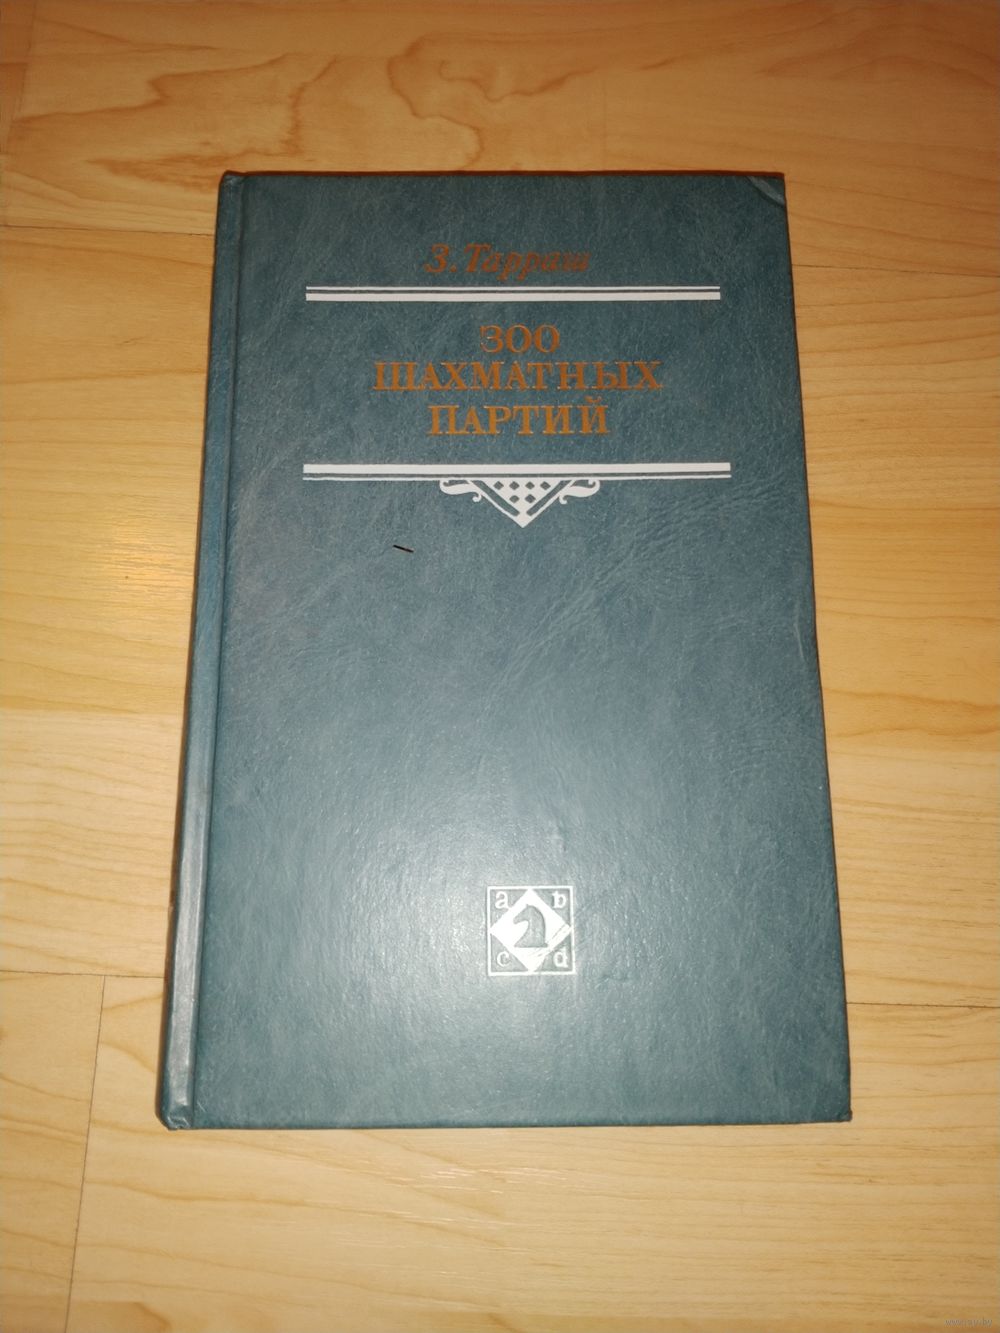 З. Тарраш
300
ШАХМАТНЫХ
ПАРТИЙ
a b
c d